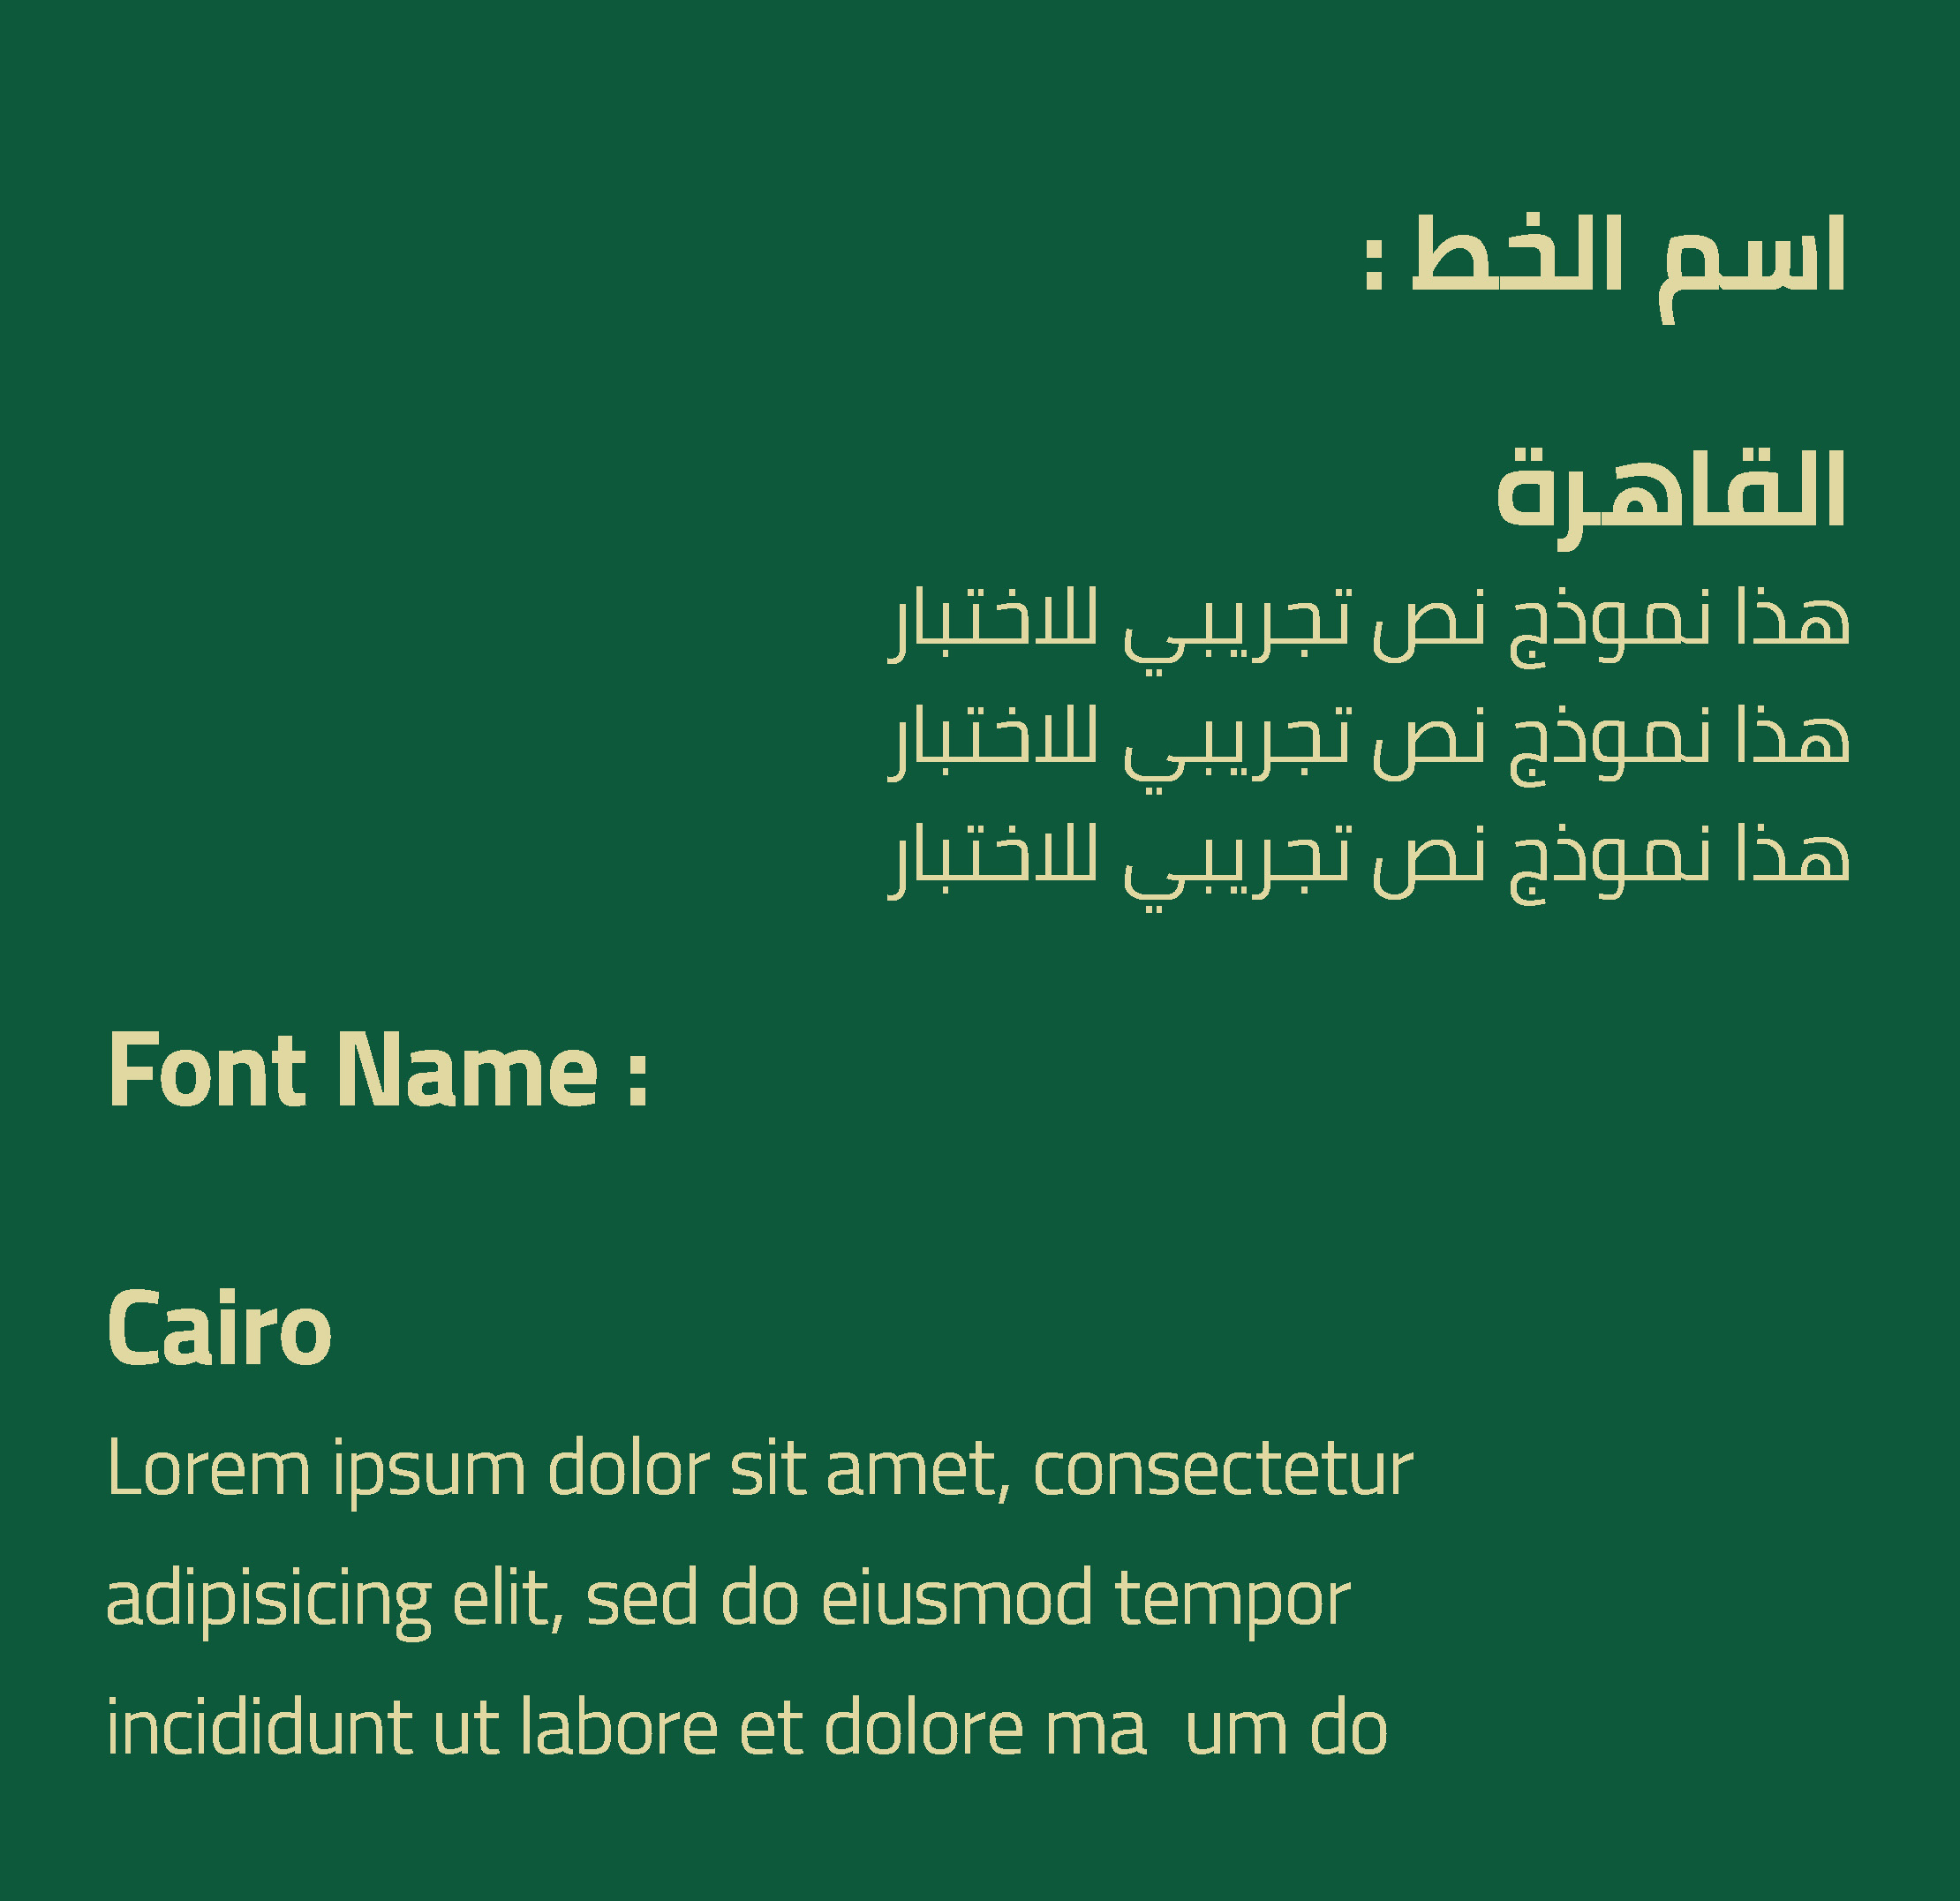 اسم الخط :
القاهرة
هذا نموذج نص تجريبي للاختبار
هذا نموذج نص تجريبي للاختبار
هذا نموذج نص تجريبي للاختبار
Font Name :
Cairo
Lorem ipsum dolor sit amet, consectetur
adipisicing elit, sed do eiusmod tempor
incididunt ut labore et dolore ma um do